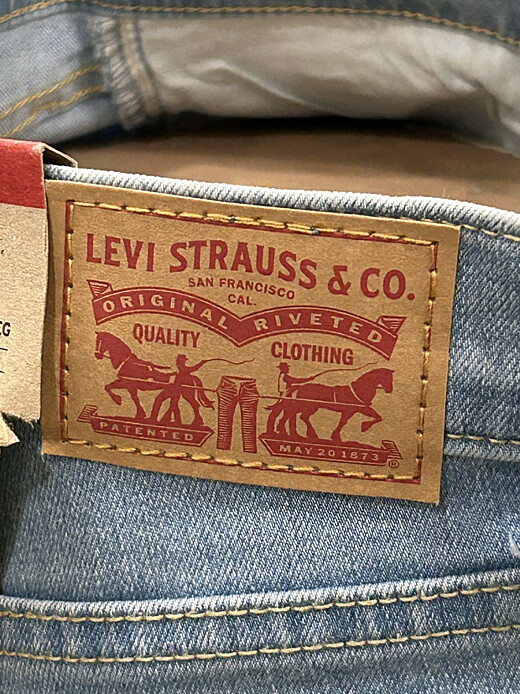 LEVI STRAUSS & CO.
SAN FRANCISCO
CAL.
ORIGINAL RIVETED
QUALITY CLOTHING
PATENTED MAY 20 1873 ®